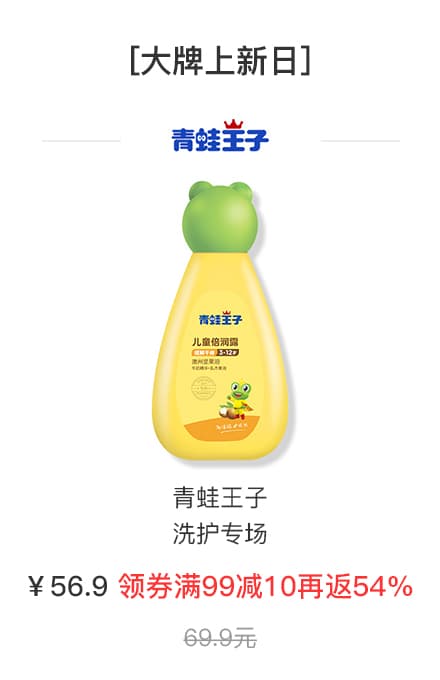 [大牌上新日]
青蛙王子
青蛙王子
儿童倍润露
3-12岁
澳州坚果油
青蛙王子
洗护专场
¥56.9 领券满99减10再返54%
69.9元